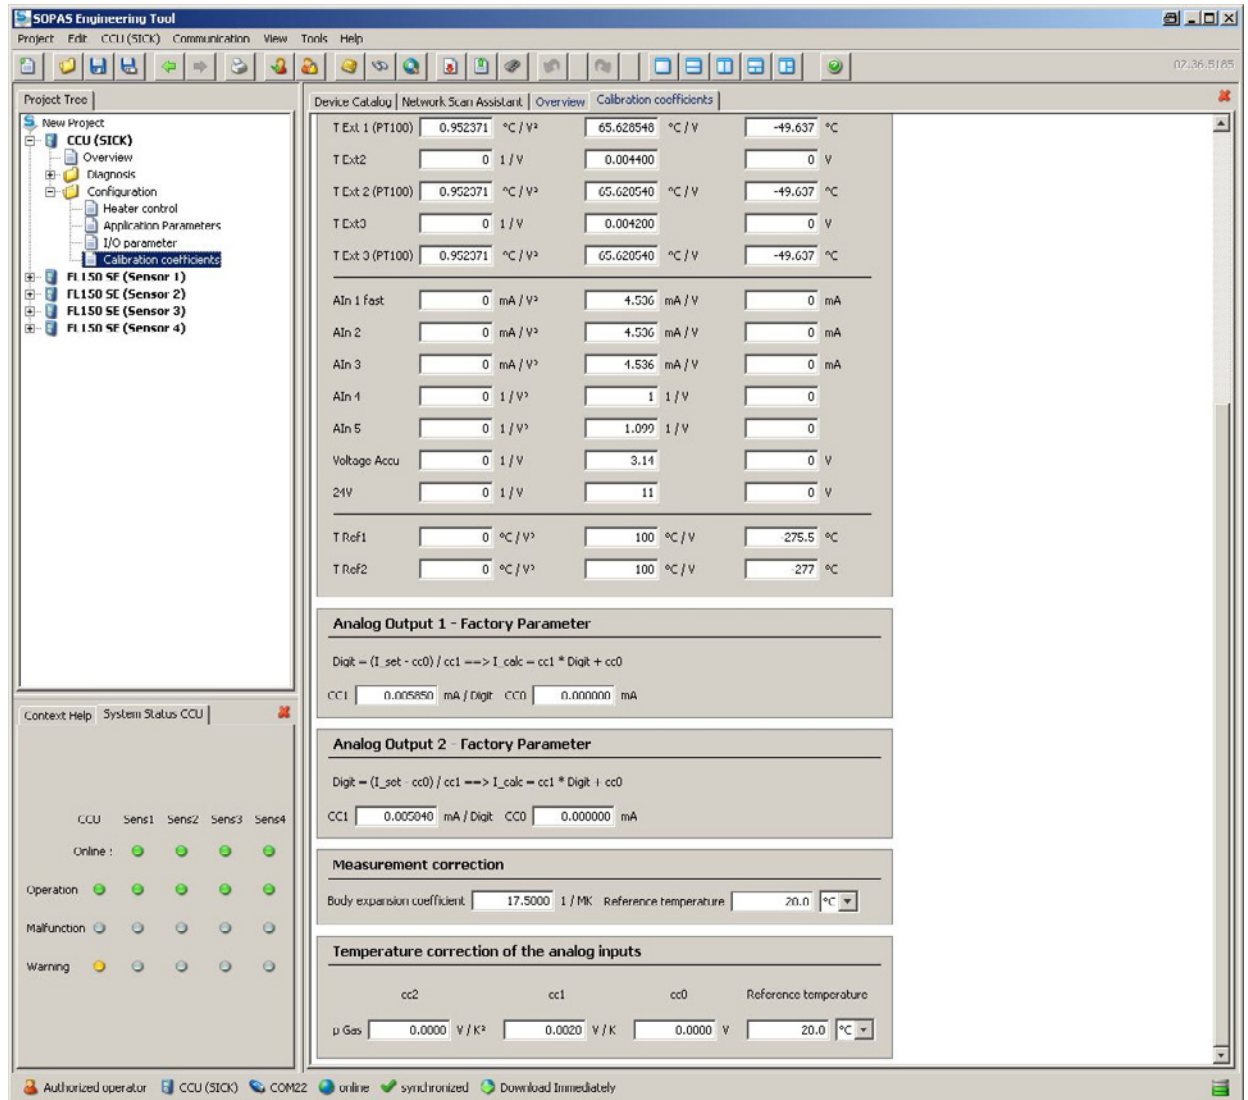 SOPAS Engineering Tool
Project Edit CCU (SICK) Communication View Tools Help
02.36.5185
Project Tree
New Project
CCU (SICK)
Overview
Diagnosis
Configuration
Heater control
Application Parameters
I/O parameter
Calibration coefficients
FL150 SE (Sensor 1)
FL150 SE (Sensor 2)
FL150 SE (Sensor 3)
FL150 SE (Sensor 4)
Device Catalog Network Scan Assistant Overview Calibration coefficients
T Ext 1 (PT100) 0.952371 °C / V² 65.628548 °C / V -49.637 °C
T Ext2 0 1 / V 0.004400 0 V
T Ext 2 (PT100) 0.952371 °C / V² 65.620540 °C / V -49.637 °C
T Ext3 0 1 / V 0.004200 0 V
T Ext 3 (PT100) 0.952371 °C / V² 65.620540 °C / V -49.637 °C
AIn 1 fast 0 mA / V² 4.536 mA / V 0 mA
AIn 2 0 mA / V² 4.536 mA / V 0 mA
AIn 3 0 mA / V² 4.536 mA / V 0 mA
AIn 4 0 1 / V² 1 1 / V 0
AIn 5 0 1 / V² 1.099 1 / V 0
Voltage Accu 0 1 / V 3.14 0 V
24V 0 1 / V 11 0 V
T Ref1 0 °C / V² 100 °C / V -275.5 °C
T Ref2 0 °C / V² 100 °C / V -277 °C
Analog Output 1 - Factory Parameter
Digit = (I_set - cc0) / cc1 ==> I_calc = cc1 * Digit + cc0
CC1 0.005850 mA / Digit CC0 0.000000 mA
Analog Output 2 - Factory Parameter
Digit = (I_set - cc0) / cc1 ==> I_calc = cc1 * Digit + cc0
CC1 0.005840 mA / Digit CC0 0.000000 mA
Measurement correction
Body expansion coefficient 17.5000 1 / MK Reference temperature 20.0 °C
Temperature correction of the analog inputs
cc2 cc1 cc0 Reference temperature
p Gas 0.0000 V / K² 0.0020 V / K 0.0000 V 20.0 °C
Context Help System Status CCU
CCU Sens1 Sens2 Sens3 Sens4
Online :
Operation
Malfunction
Warning
Authorized operator CCU (SICK) COM22 online synchronized Download Immediately